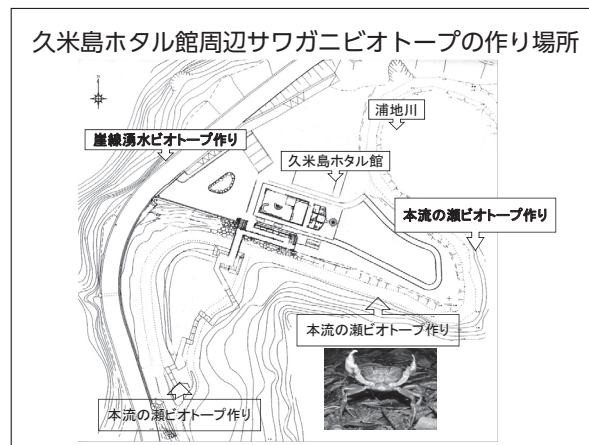 久米島ホタル館周辺サワガニビオトープの作り場所
浦地川
崖線湧水ビオトープ作り
久米島ホタル館
本流の瀬ビオトープ作り
本流の瀬ビオトープ作り
本流の瀬ビオトープ作り